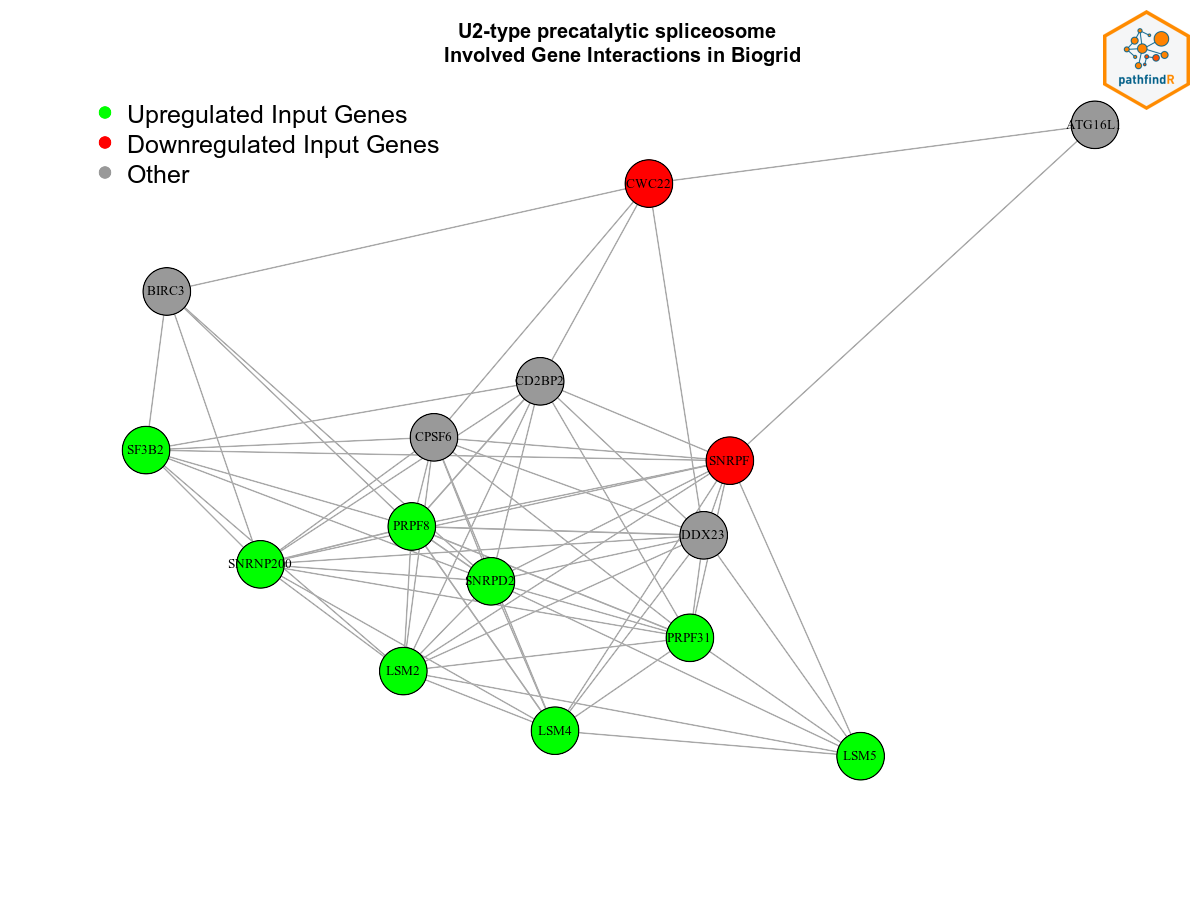 U2-type precatalytic spliceosome
Involved Gene Interactions in Biogrid
pathfindR
Upregulated Input Genes
Downregulated Input Genes
Other
ATG16L1
CWC22
BIRC3
CD2BP2
CPSF6
SF3B2
SNRPF
PRPF8
DDX23
SNRNP200
SNRPD2
PRPF31
LSM2
LSM4
LSM5